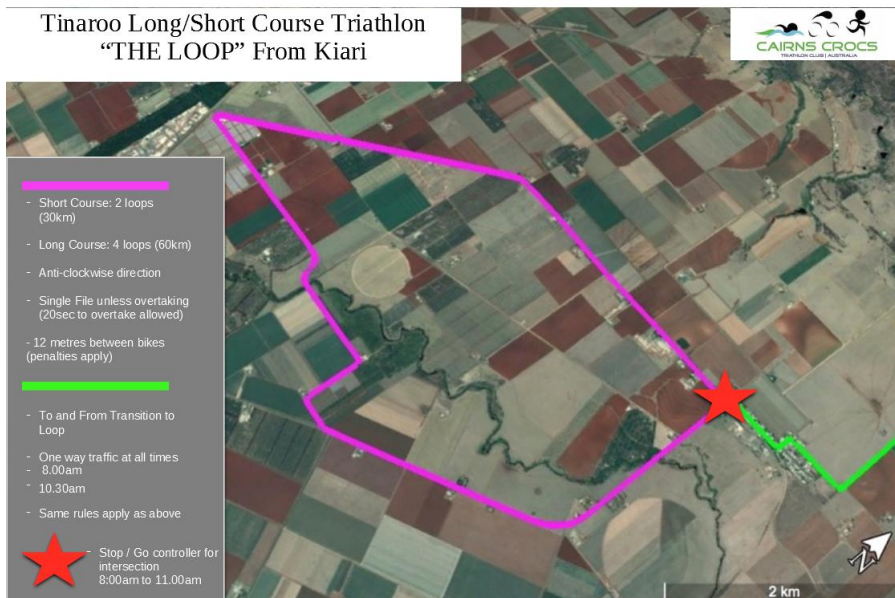 Tinaroo Long/Short Course Triathlon
“THE LOOP” From Kiari
CAIRNS CROCS
TRIATHLON CLUB | AUSTRALIA
- Short Course: 2 loops
(30km)
- Long Course: 4 loops (60km)
- Anti-clockwise direction
- Single File unless overtaking
(20sec to overtake allowed)
- 12 metres between bikes
(penalties apply)
- To and From Transition to
Loop
- One way traffic at all times
- 8.00am
- 10.30am
- Same rules apply as above
- Stop / Go controller for
intersection
8:00am to 11.00am
N
2 km